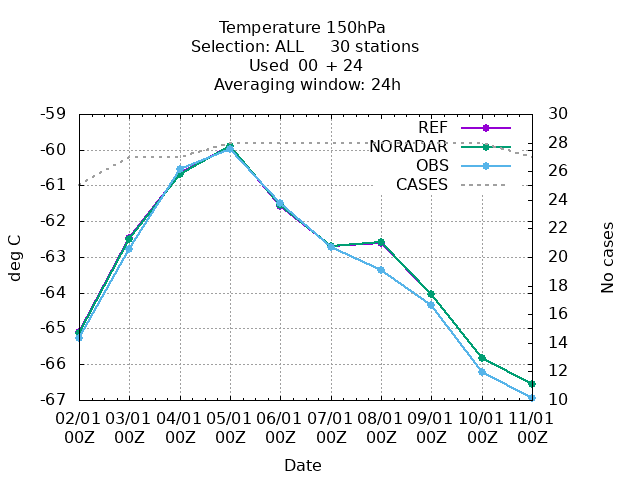 Temperature 150hPa
Selection: ALL     30 stations
Used  00 + 24
Averaging window: 24h
-59
-60
-61
-62
-63
-64
-65
-66
-67
deg C
30
28
26
24
22
20
18
16
14
12
10
No cases
REF
NORADAR
OBS
CASES
02/01 03/01 04/01 05/01 06/01 07/01 08/01 09/01 10/01 11/01
00Z 00Z 00Z 00Z 00Z 00Z 00Z 00Z 00Z 00Z
Date